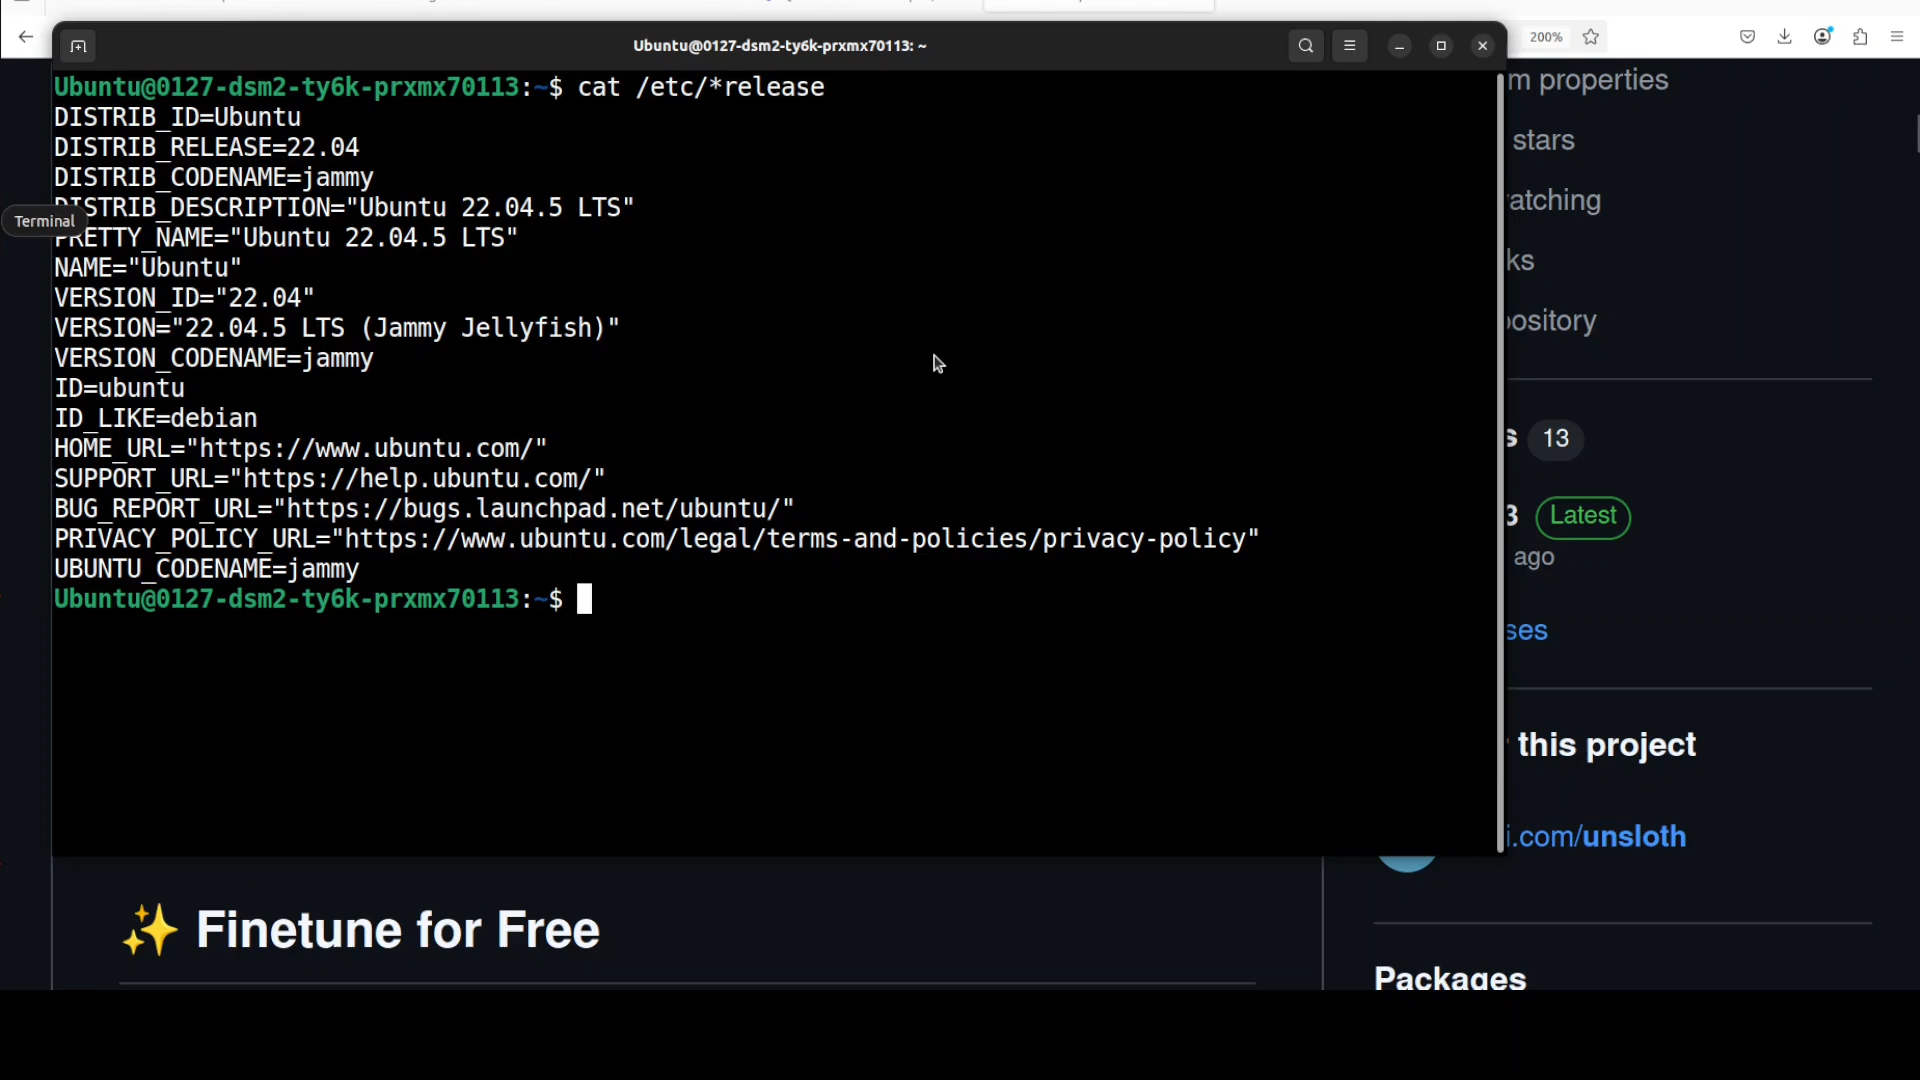 Ubuntu@0127-dsm2-ty6k-prxmx70113: ~
200%
Ubuntu@0127-dsm2-ty6k-prxmx70113:~$ cat /etc/*release
DISTRIB_ID=Ubuntu
DISTRIB_RELEASE=22.04
DISTRIB_CODENAME=jammy
DISTRIB_DESCRIPTION="Ubuntu 22.04.5 LTS"
Terminal
PRETTY_NAME="Ubuntu 22.04.5 LTS"
NAME="Ubuntu"
VERSION_ID="22.04"
VERSION="22.04.5 LTS (Jammy Jellyfish)"
VERSION_CODENAME=jammy
ID=ubuntu
ID_LIKE=debian
HOME_URL="https://www.ubuntu.com/"
SUPPORT_URL="https://help.ubuntu.com/"
BUG_REPORT_URL="https://bugs.launchpad.net/ubuntu/"
PRIVACY_POLICY_URL="https://www.ubuntu.com/legal/terms-and-policies/privacy-policy"
UBUNTU_CODENAME=jammy
Ubuntu@0127-dsm2-ty6k-prxmx70113:~$
m properties
stars
atching
ks
ository
s 13
3 Latest
ago
ses
this project
i.com/unsloth
✨ Finetune for Free
Packages